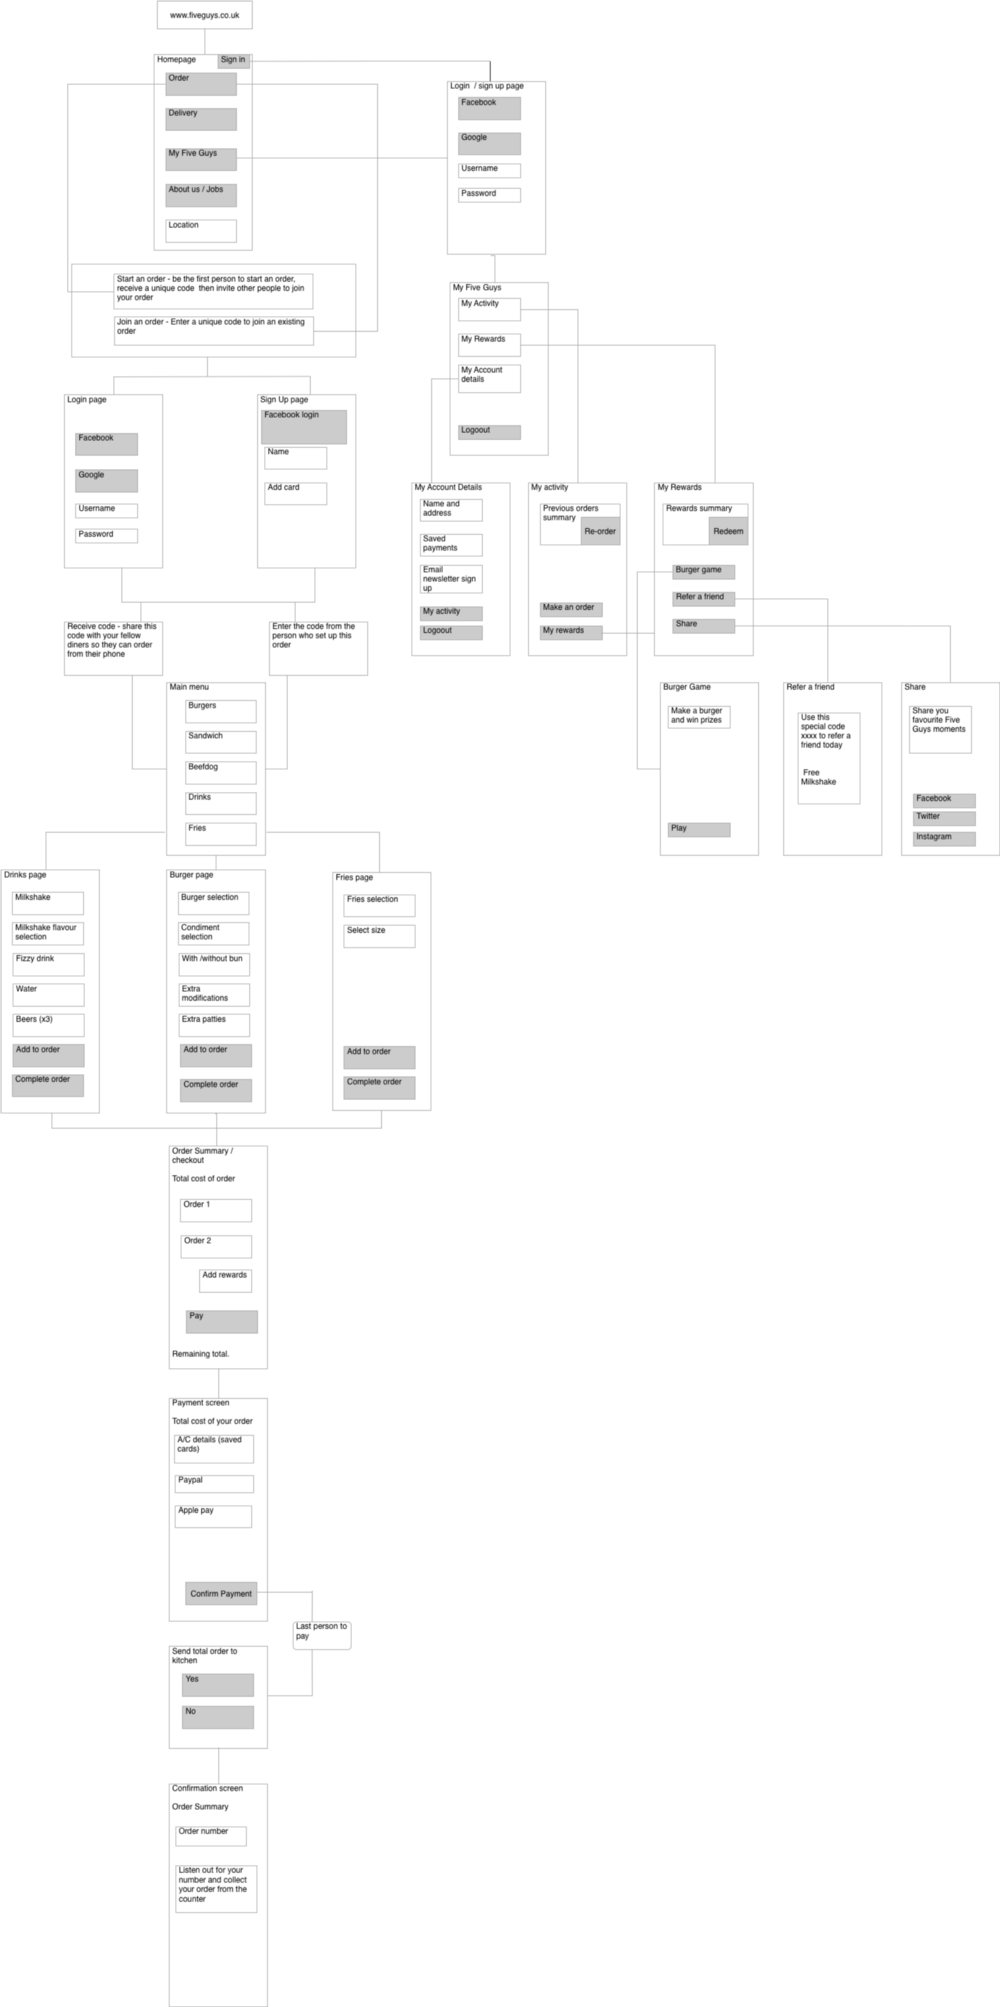 www.fiveguys.co.uk
Homepage
Sign in
Order
Delivery
My Five Guys
About us / Jobs
Location
Login / sign up page
Facebook
Google
Username
Password
Start an order - be the first person to start an order,
receive a unique code then invite other people to join
your order
Join an order - Enter a unique code to join an existing
order
My Five Guys
My Activity
My Rewards
My Account
details
Logoout
Login page
Facebook
Google
Username
Password
Sign Up page
Facebook login
Name
Add card
My Account Details
Name and
address
Saved
payments
Email
newsletter sign
up
My activity
Logoout
My activity
Previous orders
summary
Re-order
Make an order
My rewards
My Rewards
Rewards summary
Redeem
Burger game
Refer a friend
Share
Receive code - share this
code with your fellow
diners so they can order
from their phone
Enter the code from the
person who set up this
order
Main menu
Burgers
Sandwich
Beefdog
Drinks
Fries
Burger Game
Make a burger
and win prizes
Play
Refer a friend
Use this
special code
xxxx to refer a
friend today
Free
Milkshake
Share
Share you
favourite Five
Guys moments
Facebook
Twitter
Instagram
Drinks page
Milkshake
Milkshake flavour
selection
Fizzy drink
Water
Beers (x3)
Add to order
Complete order
Burger page
Burger selection
Condiment
selection
With /without bun
Extra
modifications
Extra patties
Add to order
Complete order
Fries page
Fries selection
Select size
Add to order
Complete order
Order Summary /
checkout
Total cost of order
Order 1
Order 2
Add rewards
Pay
Remaining total.
Payment screen
Total cost of your order
A/C details (saved
cards)
Paypal
Apple pay
Confirm Payment
Last person to
pay
Send total order to
kitchen
Yes
No
Confirmation screen
Order Summary
Order number
Listen out for your
number and collect
your order from the
counter